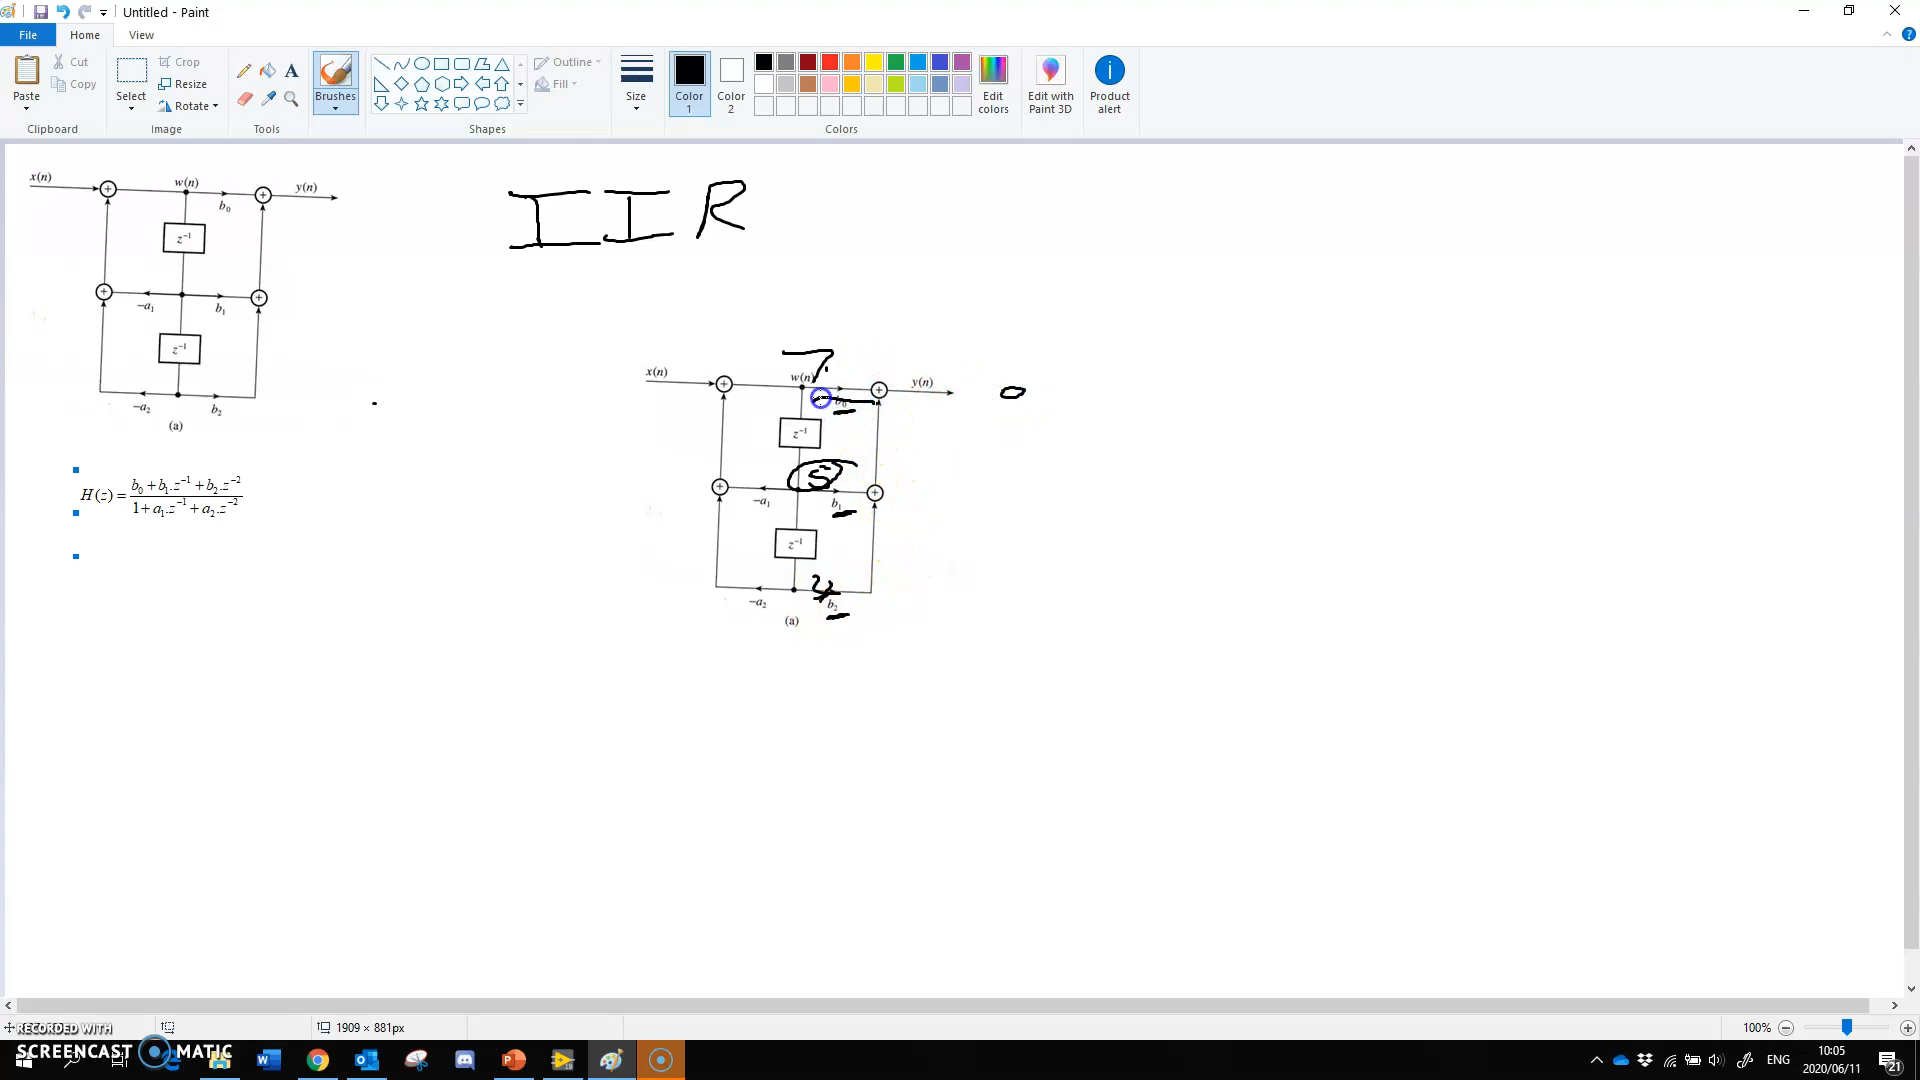 Untitled - Paint
File Home View
Paste
Cut
Copy
Clipboard
Select
Crop
Resize
Rotate
Image
Tools
Brushes
Shapes
Outline
Fill
Size
Color 1
Color 2
Edit colors
Edit with Paint 3D
Product alert
Colors
x(n)
w(n)
y(n)
b0
z−1
−a1
b1
z−1
−a2
b2
(a)
H(z) = b0 + b1.z−1 + b2.z−2
1 + a1.z−1 + a2.z−2
IIR
7
x(n)
w(n)
y(n)
0
b0
z−1
5
−a1
b1
z−1
4
−a2
b2
(a)
1909 × 881px
100%
RECORDED WITH
SCREENCAST MATIC
ENG
10:05
2020/06/11
21